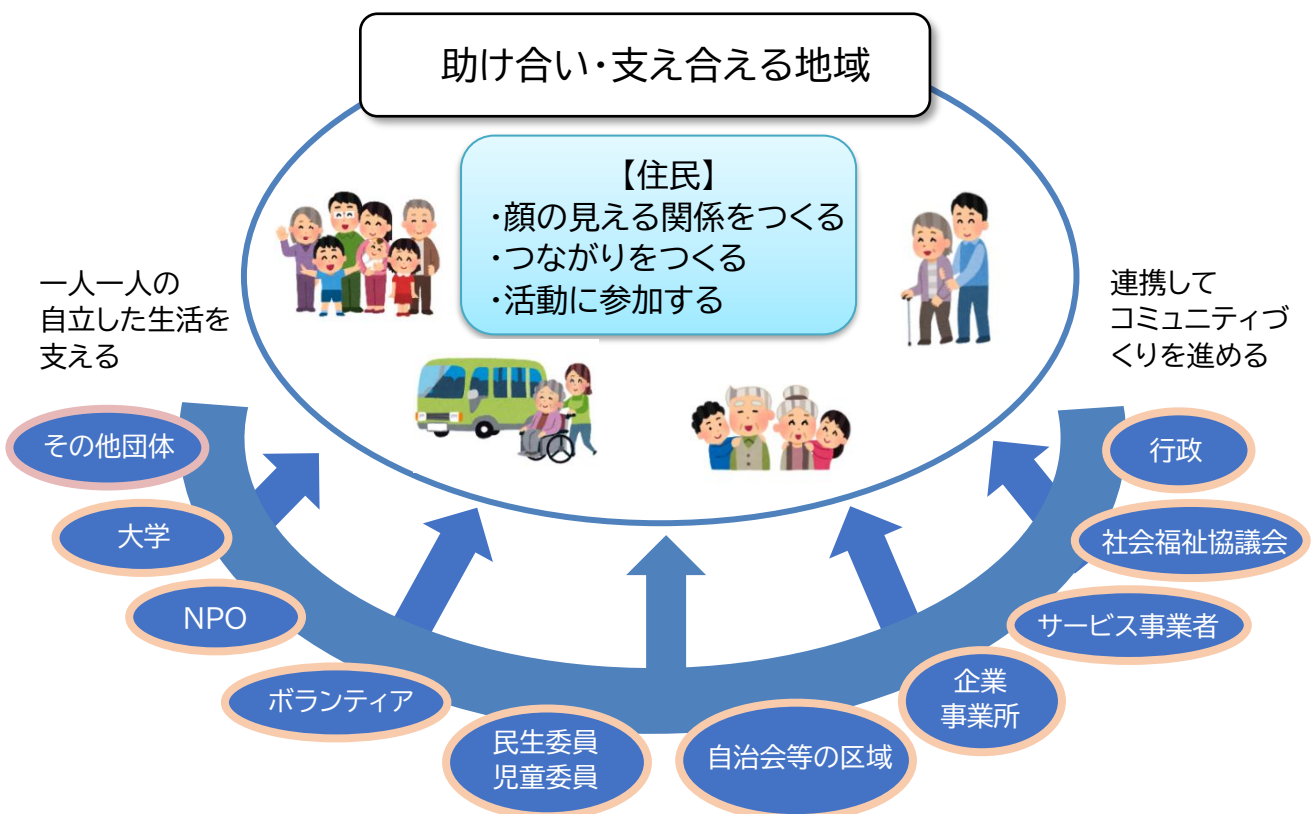 助け合い・支え合える地域
【住民】
・顔の見える関係をつくる
・つながりをつくる
・活動に参加する
一人一人の
自立した生活を
支える
連携して
コミュニティづ
くりを進める
その他団体
大学
NPO
ボランティア
民生委員
児童委員
自治会等の区域
企業
事業所
サービス事業者
社会福祉協議会
行政